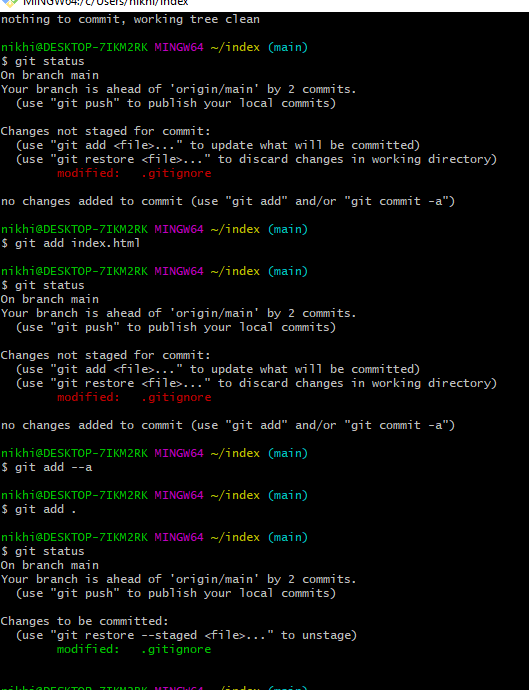 MINGW64:/c/Users/nikhi/index
nothing to commit, working tree clean
nikhi@DESKTOP-7IKM2RK MINGW64 ~/index (main)
$ git status
On branch main
Your branch is ahead of 'origin/main' by 2 commits.
  (use "git push" to publish your local commits)
Changes not staged for commit:
  (use "git add <file>..." to update what will be committed)
  (use "git restore <file>..." to discard changes in working directory)
        modified:   .gitignore
no changes added to commit (use "git add" and/or "git commit -a")
nikhi@DESKTOP-7IKM2RK MINGW64 ~/index (main)
$ git add index.html
nikhi@DESKTOP-7IKM2RK MINGW64 ~/index (main)
$ git status
On branch main
Your branch is ahead of 'origin/main' by 2 commits.
  (use "git push" to publish your local commits)
Changes not staged for commit:
  (use "git add <file>..." to update what will be committed)
  (use "git restore <file>..." to discard changes in working directory)
        modified:   .gitignore
no changes added to commit (use "git add" and/or "git commit -a")
nikhi@DESKTOP-7IKM2RK MINGW64 ~/index (main)
$ git add --a
nikhi@DESKTOP-7IKM2RK MINGW64 ~/index (main)
$ git add .
nikhi@DESKTOP-7IKM2RK MINGW64 ~/index (main)
$ git status
On branch main
Your branch is ahead of 'origin/main' by 2 commits.
  (use "git push" to publish your local commits)
Changes to be committed:
  (use "git restore --staged <file>..." to unstage)
        modified:   .gitignore
nikhi@DESKTOP-7IKM2RK MINGW64 ~/index (main)